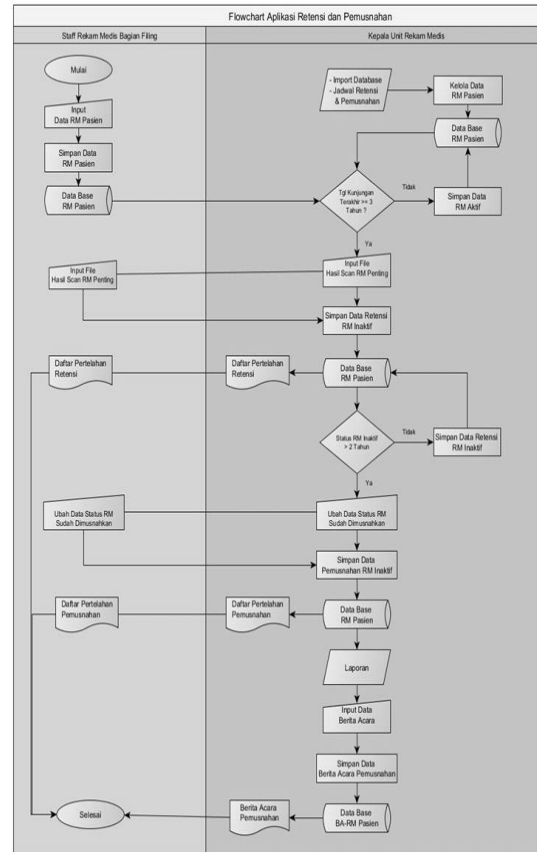 Flowchart Aplikasi Retensi dan Pemusnahan
Staff Rekam Medis Bagian Filing
Kepala Unit Rekam Medis
Mulai
- Import Database
- Jadwal Retensi
& Pemusnahan
Kelola Data
RM Pasien
Input
Data RM Pasien
Data Base
RM Pasien
Simpan Data
RM Pasien
Data Base
RM Pasien
Tgl Kunjungan
Terakhir >= 3
Tahun ?
Tidak
Simpan Data
RM Aktif
Ya
Input File
Hasil Scan RM Penting
Input File
Hasil Scan RM Penting
Simpan Data Retensi
RM Inaktif
Daftar Pertelahan
Retensi
Daftar Pertelahan
Retensi
Data Base
RM Pasien
Status RM Inaktif
> 2 Tahun
Tidak
Simpan Data Retensi
RM Inaktif
Ya
Ubah Data Status RM
Sudah Dimusnahkan
Ubah Data Status RM
Sudah Dimusnahkan
Simpan Data
Pemusnahan RM Inaktif
Daftar Pertelahan
Pemusnahan
Daftar Pertelahan
Pemusnahan
Data Base
RM Pasien
Laporan
Input Data
Berita Acara
Simpan Data
Berita Acara Pemusnahan
Selesai
Berita Acara
Pemusnahan
Data Base
BA-RM Pasien